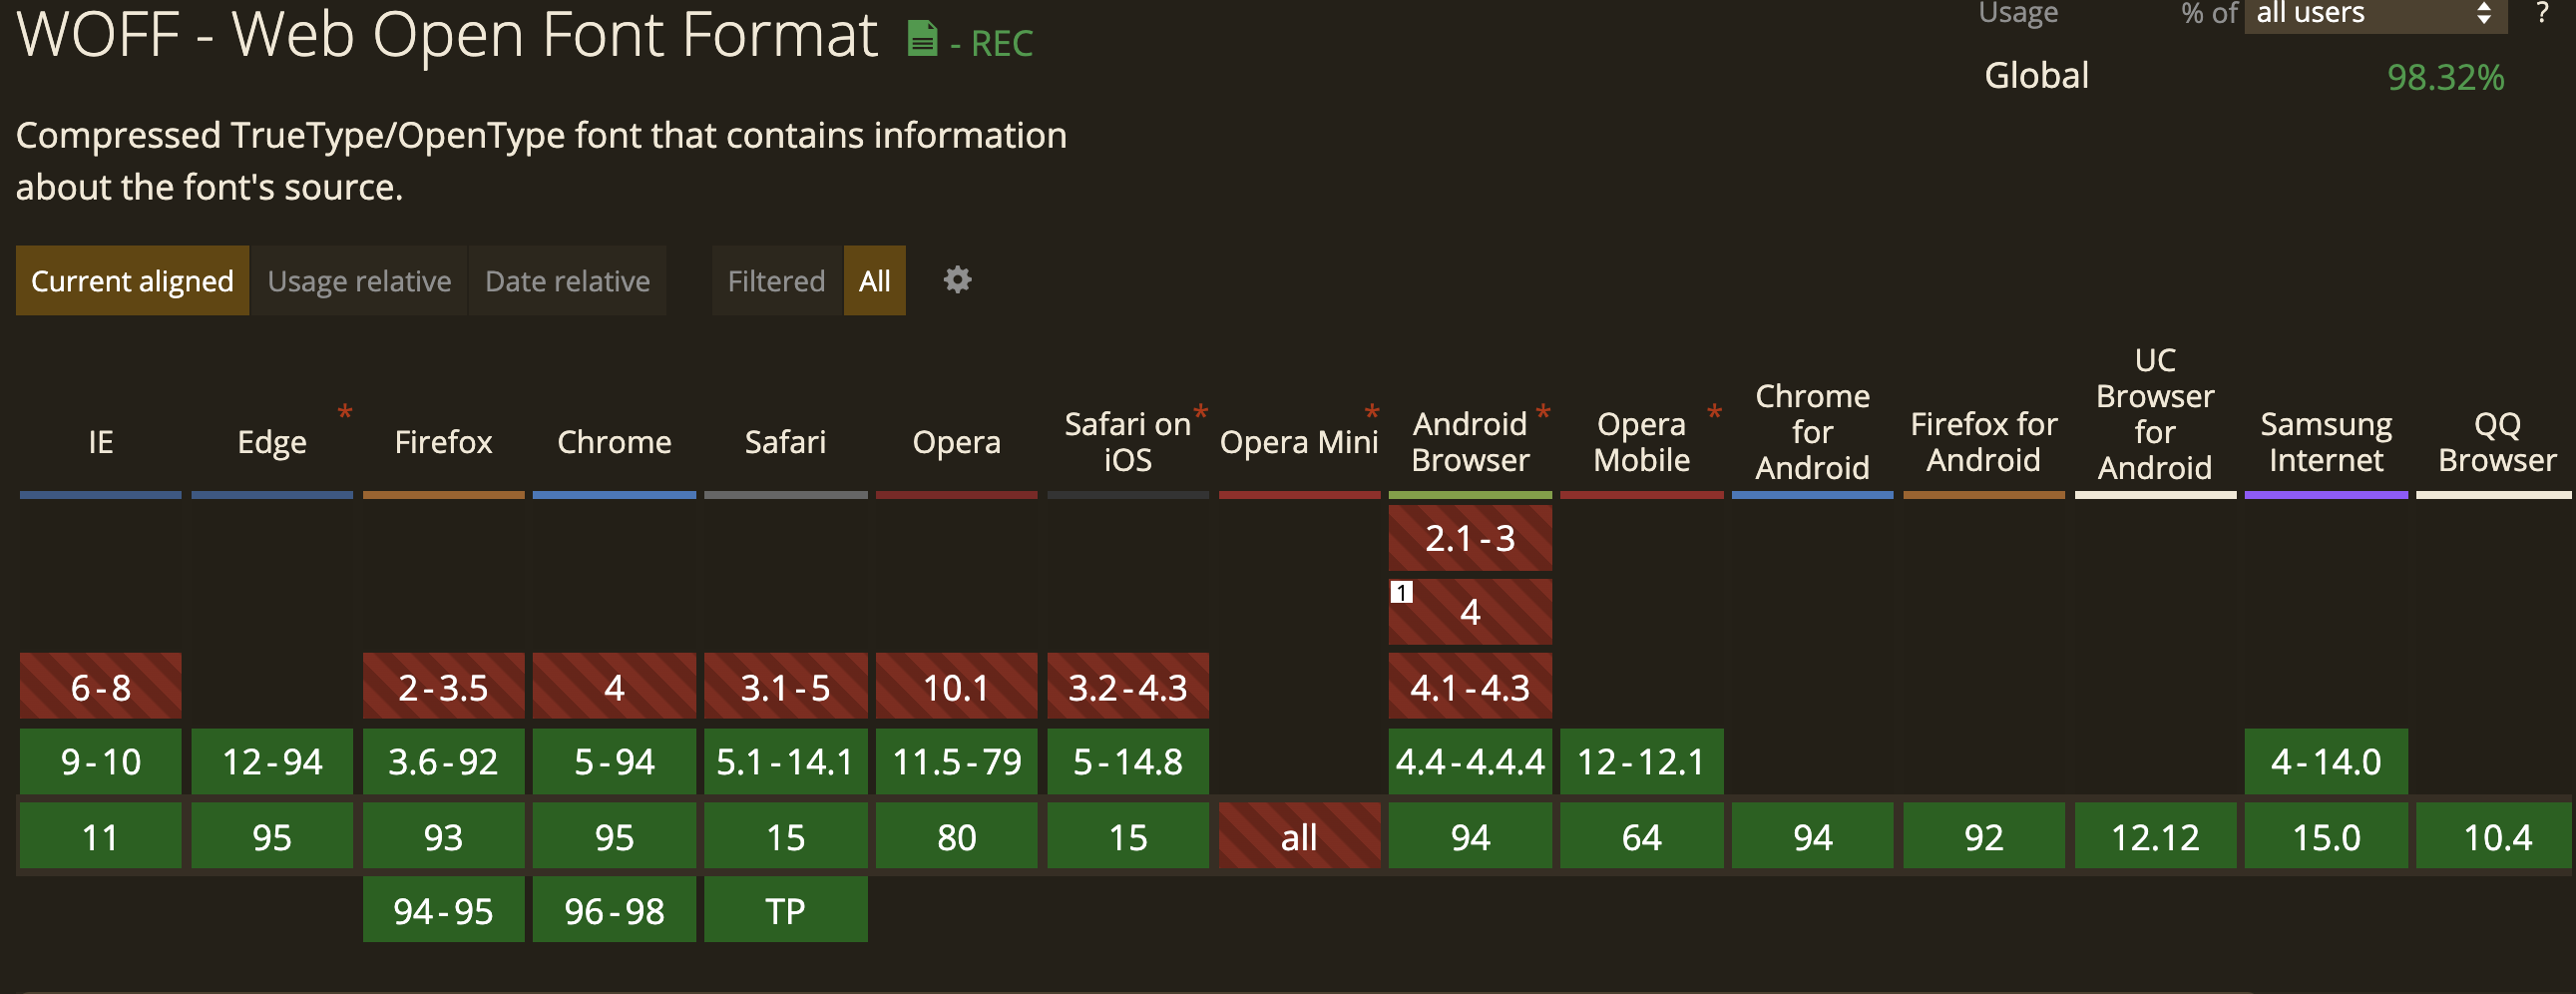 WOFF - Web Open Font Format - REC
Usage % of all users ?
Global 98.32%
Compressed TrueType/OpenType font that contains information
about the font's source.
Current aligned Usage relative Date relative Filtered All
IE
Edge *
Firefox
Chrome
Safari
Opera
Safari on *
iOS
Opera Mini *
Android *
Browser
Opera *
Mobile
Chrome
for
Android
Firefox for
Android
UC
Browser
for
Android
Samsung
Internet
QQ
Browser
2.1-3
1 4
6-8 2-3.5 4 3.1-5 10.1 3.2-4.3 4.1-4.3
9-10 12-94 3.6-92 5-94 5.1-14.1 11.5-79 5-14.8 4.4-4.4.4 12-12.1 4-14.0
11 95 93 95 15 80 15 all 94 64 94 92 12.12 15.0 10.4
94-95 96-98 TP